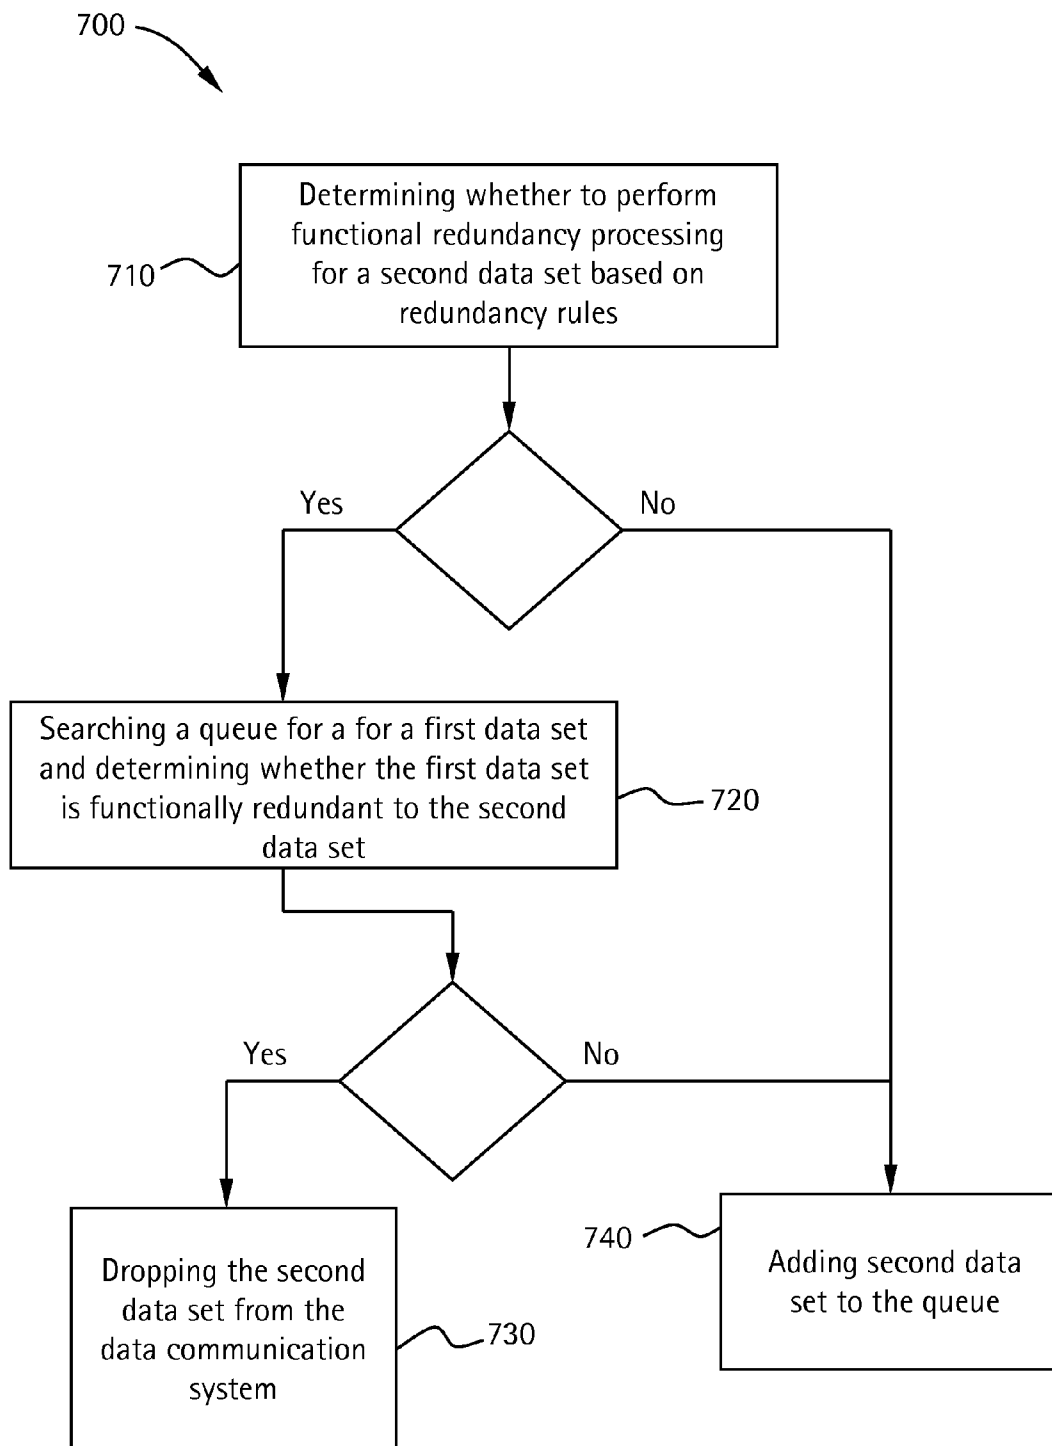 700
Determining whether to perform
functional redundancy processing
for a second data set based on
redundancy rules
710
Yes
No
Searching a queue for a for a first data set
and determining whether the first data set
is functionally redundant to the second
data set
720
Yes
No
Dropping the second
data set from the
data communication
system
730
740
Adding second data
set to the queue